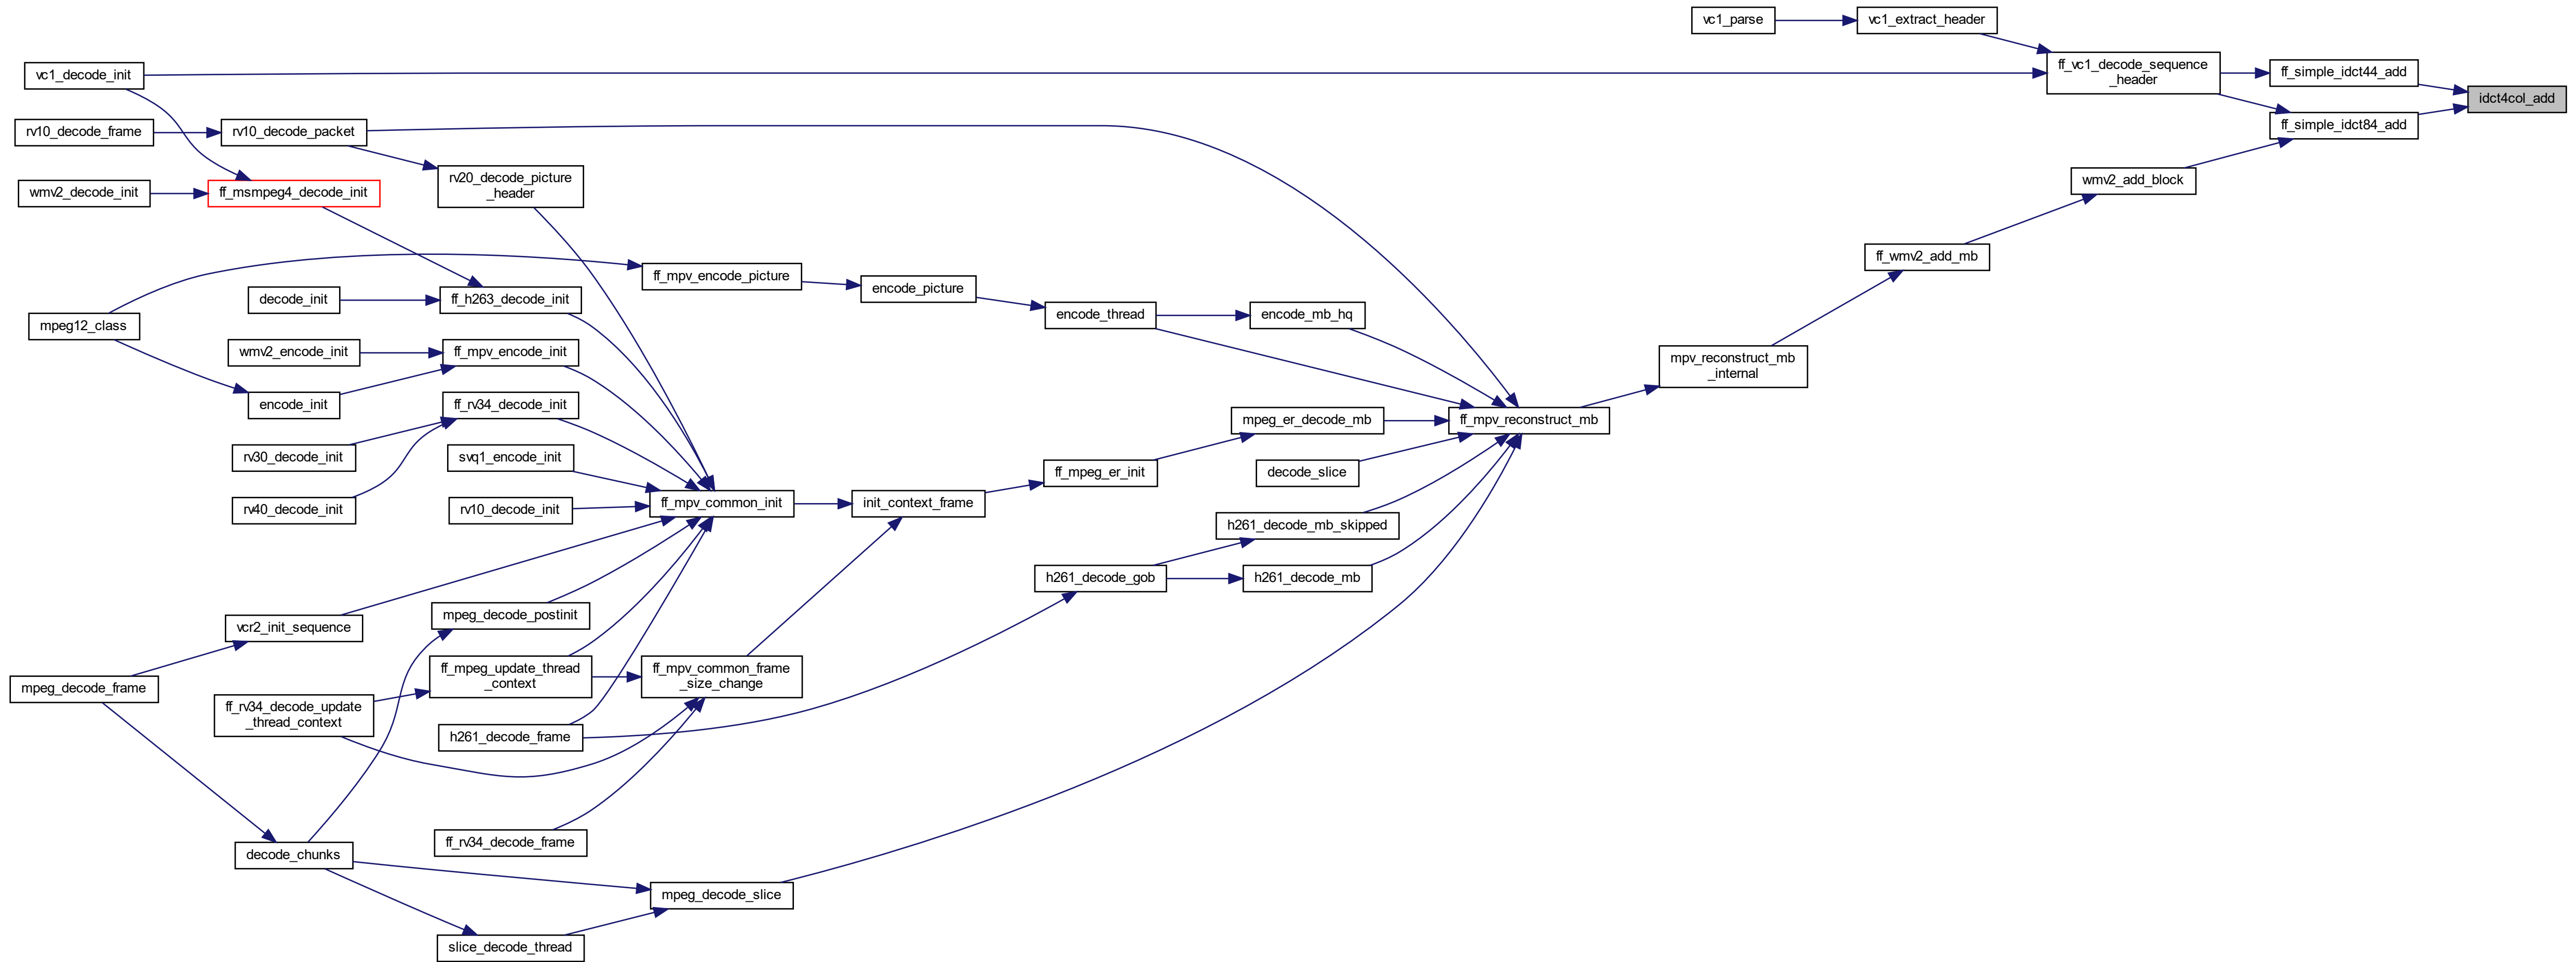 vc1_parse
vc1_extract_header
vc1_decode_init
ff_vc1_decode_sequence
_header
ff_simple_idct44_add
idct4col_add
rv10_decode_frame
rv10_decode_packet
ff_simple_idct84_add
wmv2_decode_init
ff_msmpeg4_decode_init
rv20_decode_picture
_header
wmv2_add_block
ff_mpv_encode_picture
ff_wmv2_add_mb
decode_init
ff_h263_decode_init
encode_picture
mpeg12_class
encode_thread
encode_mb_hq
wmv2_encode_init
ff_mpv_encode_init
mpv_reconstruct_mb
_internal
encode_init
ff_rv34_decode_init
mpeg_er_decode_mb
ff_mpv_reconstruct_mb
rv30_decode_init
svq1_encode_init
ff_mpeg_er_init
decode_slice
rv40_decode_init
rv10_decode_init
ff_mpv_common_init
init_context_frame
h261_decode_mb_skipped
h261_decode_gob
h261_decode_mb
vcr2_init_sequence
mpeg_decode_postinit
mpeg_decode_frame
ff_mpeg_update_thread
_context
ff_mpv_common_frame
_size_change
ff_rv34_decode_update
_thread_context
h261_decode_frame
ff_rv34_decode_frame
decode_chunks
mpeg_decode_slice
slice_decode_thread